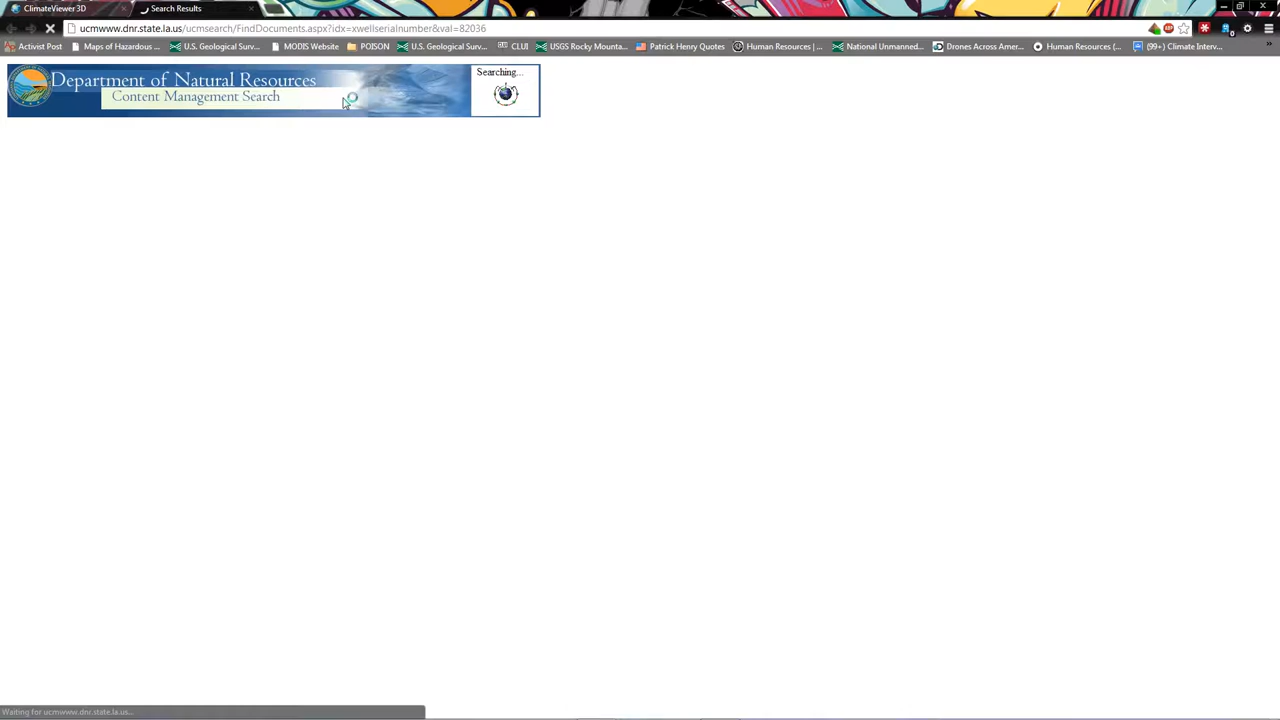 ClimateViewer 3D
Search Results
ucmwww.dnr.state.la.us/ucmsearch/FindDocuments.aspx?idx=xwellserialnumber&val=82036
Activist Post
Maps of Hazardous ...
U.S. Geological Surv...
MODIS Website
POISON
U.S. Geological Surv...
CLUI
USGS Rocky Mounta...
Patrick Henry Quotes
Human Resources | ...
National Unmanned...
Drones Across Amer...
Human Resources (...
(99+) Climate Interv...
Department of Natural Resources
Content Management Search
Searching...
Waiting for ucmwww.dnr.state.la.us...